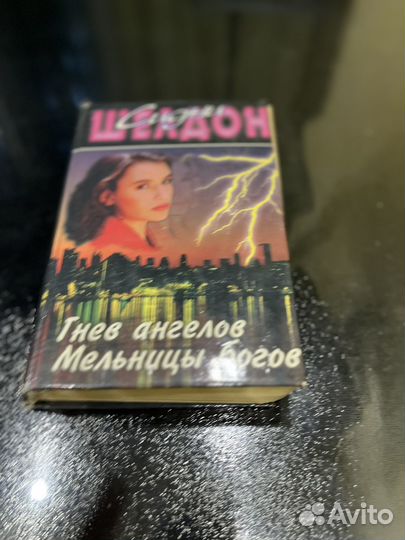 Сидни
ШЕЛДОН
Гнев ангелов
Мельницы богов
Avito